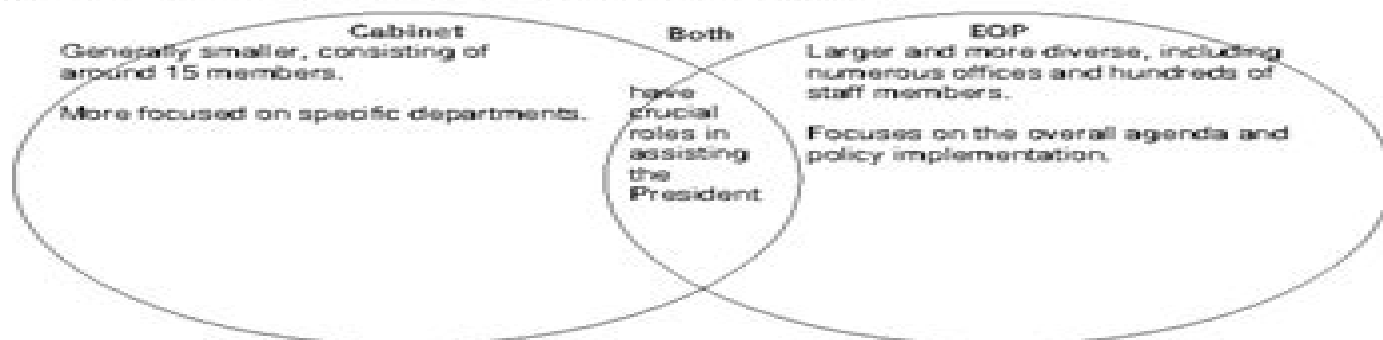 Cabinet
Generally smaller, consisting of
around 15 members.
More focused on specific departments.
Both
have
crucial
roles in
assisting
the
President
EOP
Larger and more diverse, including
numerous offices and hundreds of
staff members.
Focuses on the overall agenda and
policy implementation.